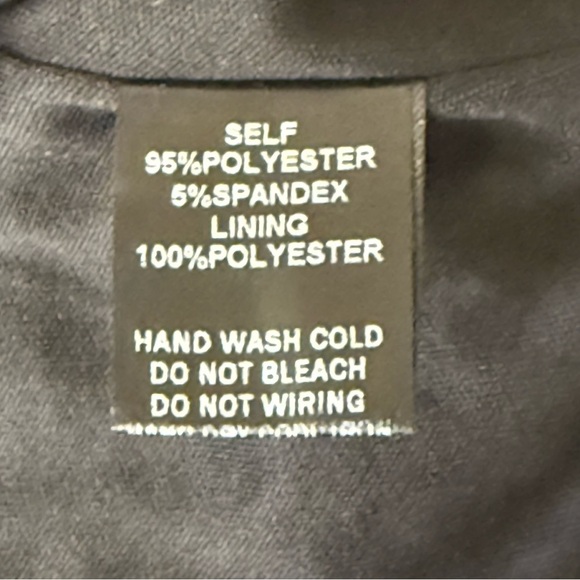 SELF
95%POLYESTER
5%SPANDEX
LINING
100%POLYESTER
HAND WASH COLD
DO NOT BLEACH
DO NOT WIRING